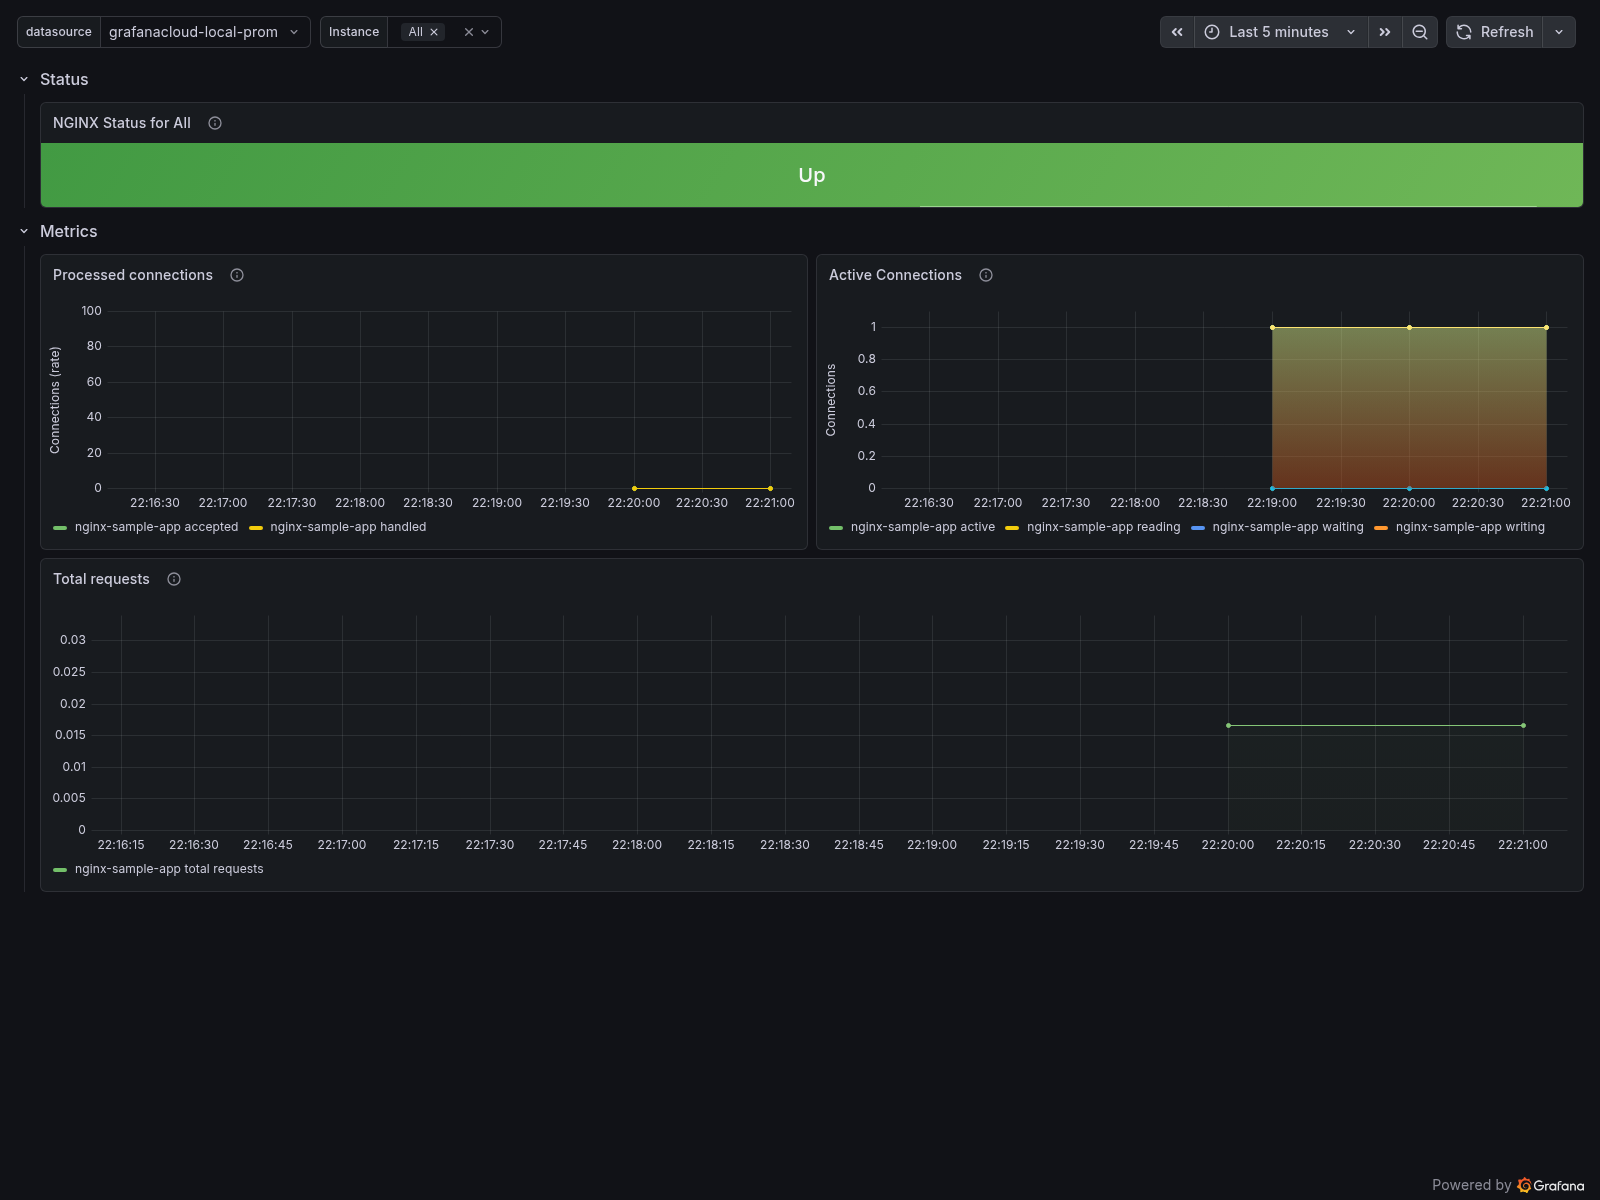 datasource grafanacloud-local-prom Instance All Last 5 minutes Refresh
Status
NGINX Status for All
Up
Metrics
Processed connections
Connections (rate)
100
80
60
40
20
0
22:16:30 22:17:00 22:17:30 22:18:00 22:18:30 22:19:00 22:19:30 22:20:00 22:20:30 22:21:00
nginx-sample-app accepted nginx-sample-app handled
Active Connections
Connections
1
0.8
0.6
0.4
0.2
0
22:16:30 22:17:00 22:17:30 22:18:00 22:18:30 22:19:00 22:19:30 22:20:00 22:20:30 22:21:00
nginx-sample-app active nginx-sample-app reading nginx-sample-app waiting nginx-sample-app writing
Total requests
0.03
0.025
0.02
0.015
0.01
0.005
0
22:16:15 22:16:30 22:16:45 22:17:00 22:17:15 22:17:30 22:17:45 22:18:00 22:18:15 22:18:30 22:18:45 22:19:00 22:19:15 22:19:30 22:19:45 22:20:00 22:20:15 22:20:30 22:20:45 22:21:00
nginx-sample-app total requests
Powered by Grafana